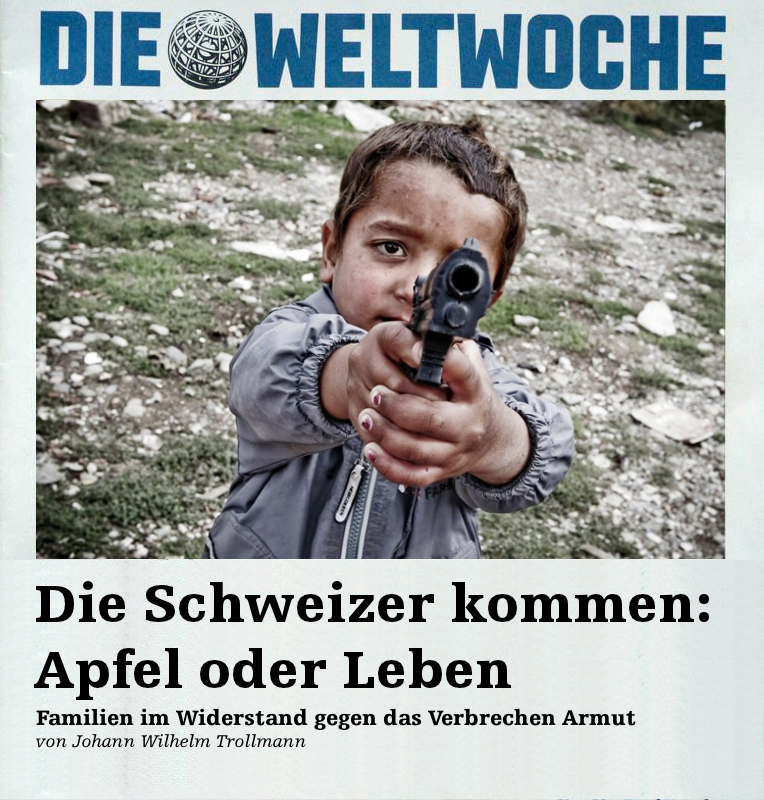 DIE WELTWOCHE
Die Schweizer kommen:
Apfel oder Leben
Familien im Widerstand gegen das Verbrechen Armut
von Johann Wilhelm Trollmann